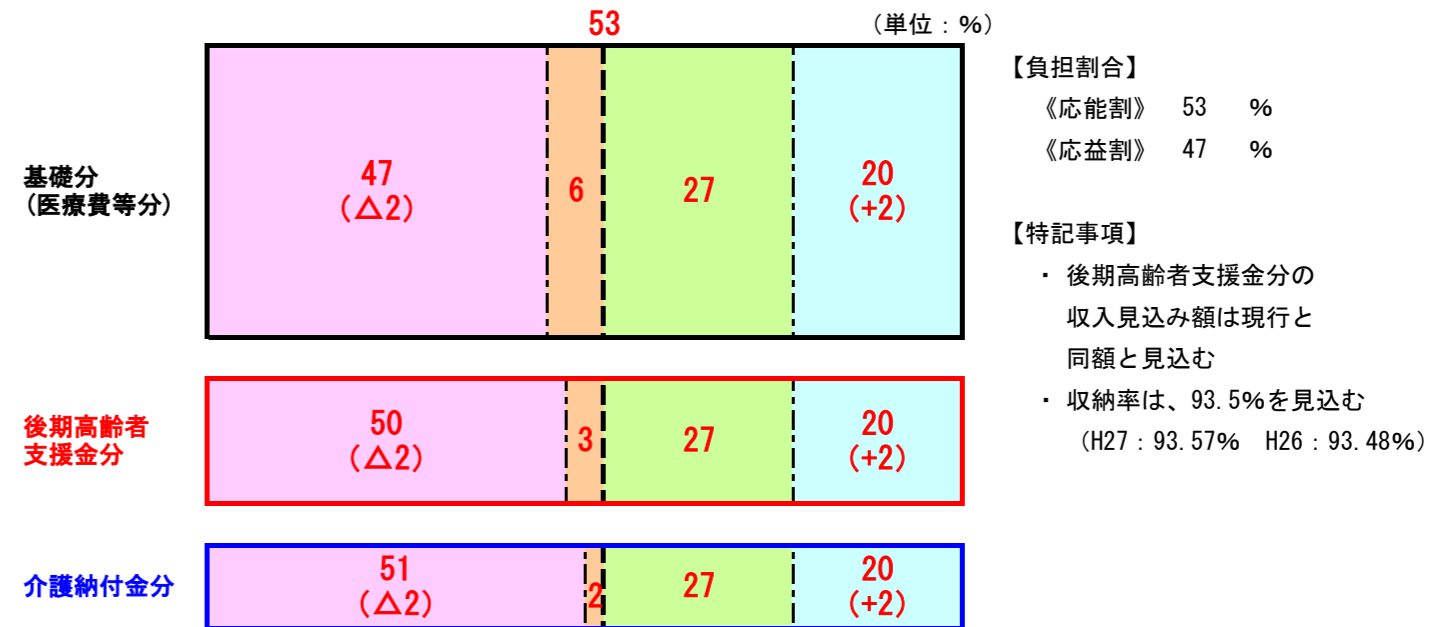 53
（単位：％）
基礎分
（医療費等分）
47
（△2）
6
27
20
（+2）
後期高齢者
支援金分
50
（△2）
3
27
20
（+2）
介護納付金分
51
（△2）
2
27
20
（+2）
【負担割合】
《応能割》　53　％
《応益割》　47　％
【特記事項】
・ 後期高齢者支援金分の
収入見込み額は現行と
同額と見込む
・ 収納率は、93.5％を見込む
（H27：93.57％　H26：93.48％）